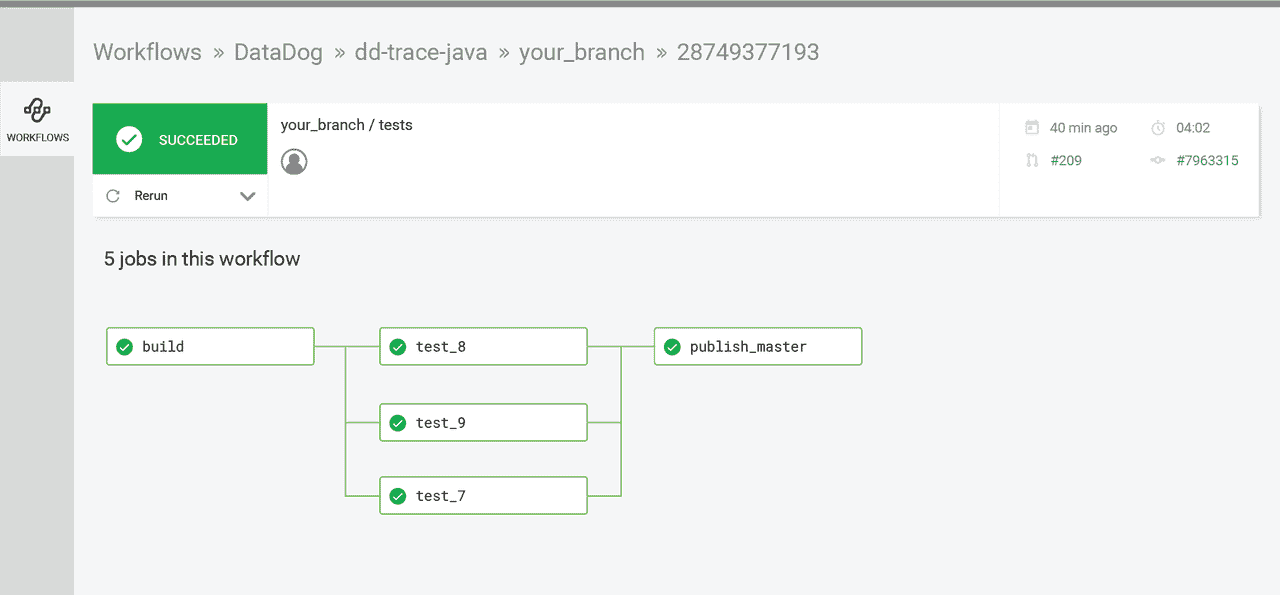 Workflows » DataDog » dd-trace-java » your_branch » 28749377193
WORKFLOWS
SUCCEEDED
your_branch / tests
40 min ago
04:02
Rerun
#209
#7963315
5 jobs in this workflow
build
test_8
publish_master
test_9
test_7